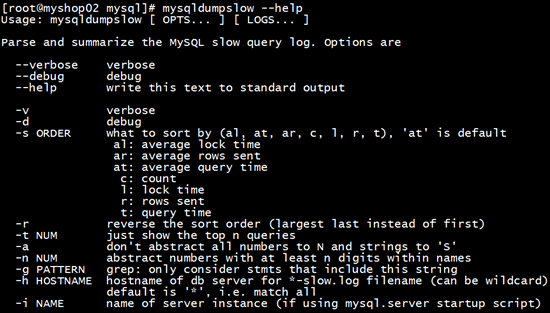 [root@myshop02 mysql]# mysqldumpslow --help
Usage: mysqldumpslow [ OPTS... ] [ LOGS... ]

Parse and summarize the MySQL slow query log. Options are

  --verbose    verbose
  --debug      debug
  --help       write this text to standard output

  -v           verbose
  -d           debug
  -s ORDER     what to sort by (al, at, ar, c, l, r, t), 'at' is default
                al: average lock time
                ar: average rows sent
                at: average query time
                 c: count
                 l: lock time
                 r: rows sent
                 t: query time
  -r           reverse the sort order (largest last instead of first)
  -t NUM       just show the top n queries
  -a           don't abstract all numbers to N and strings to 'S'
  -n NUM       abstract numbers with at least n digits within names
  -g PATTERN   grep: only consider stmts that include this string
  -h HOSTNAME  hostname of db server for *-slow.log filename (can be wildcard)
               default is '*', i.e. match all
  -i NAME      name of server instance (if using mysql.server startup script)